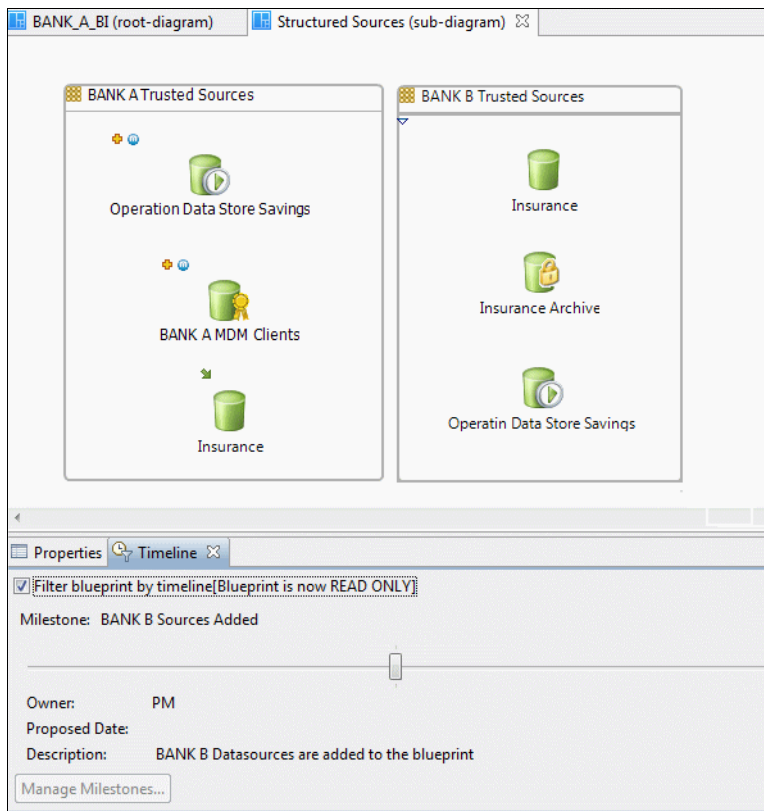 BANK_A_BI (root-diagram)
Structured Sources (sub-diagram)
BANK A Trusted Sources
Operation Data Store Savings
BANK A MDM Clients
Insurance
BANK B Trusted Sources
Insurance
Insurance Archive
Operatin Data Store Savings
Properties
Timeline
Filter blueprint by timeline[Blueprint is now READ ONLY]
Milestone: BANK B Sources Added
Owner: PM
Proposed Date:
Description: BANK B Datasources are added to the blueprint
Manage Milestones...